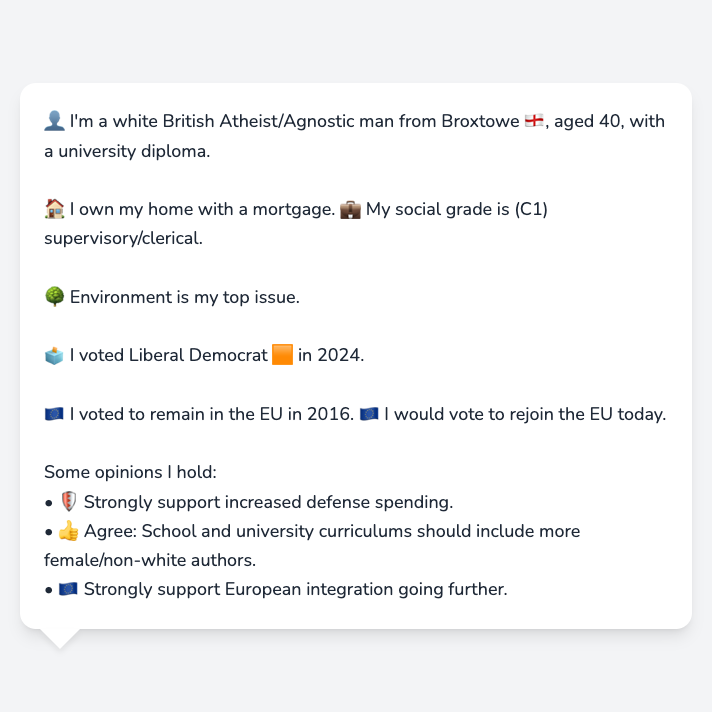 👤 I'm a white British Atheist/Agnostic man from Broxtowe 🏴󠁧󠁢󠁥󠁮󠁧󠁿, aged 40, with
a university diploma.
🏠 I own my home with a mortgage. 💼 My social grade is (C1)
supervisory/clerical.
🌳 Environment is my top issue.
🗳️ I voted Liberal Democrat 🟧 in 2024.
🇪🇺 I voted to remain in the EU in 2016. 🇪🇺 I would vote to rejoin the EU today.
Some opinions I hold:
• 🛡️ Strongly support increased defense spending.
• 👍 Agree: School and university curriculums should include more
female/non-white authors.
• 🇪🇺 Strongly support European integration going further.